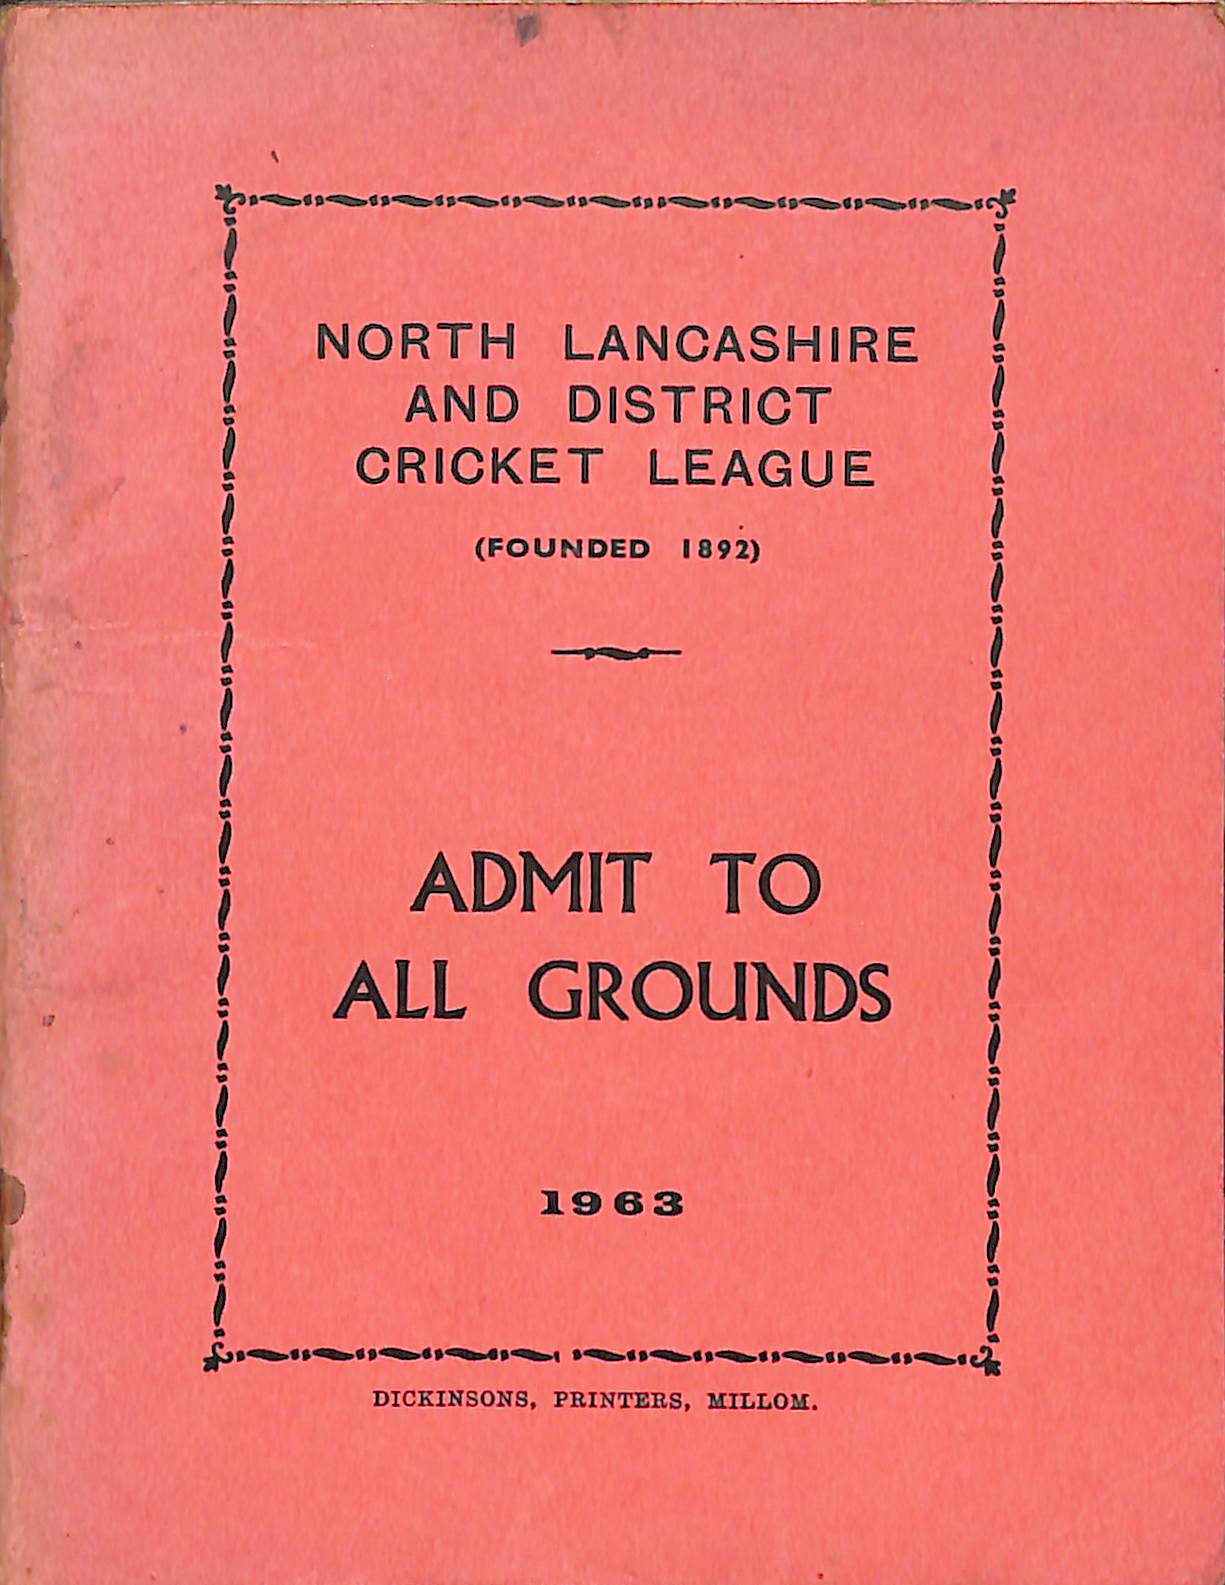 NORTH LANCASHIRE
AND DISTRICT
CRICKET LEAGUE
(FOUNDED 1892)
ADMIT TO
ALL GROUNDS
1963
DICKINSONS, PRINTERS, MILLOM.